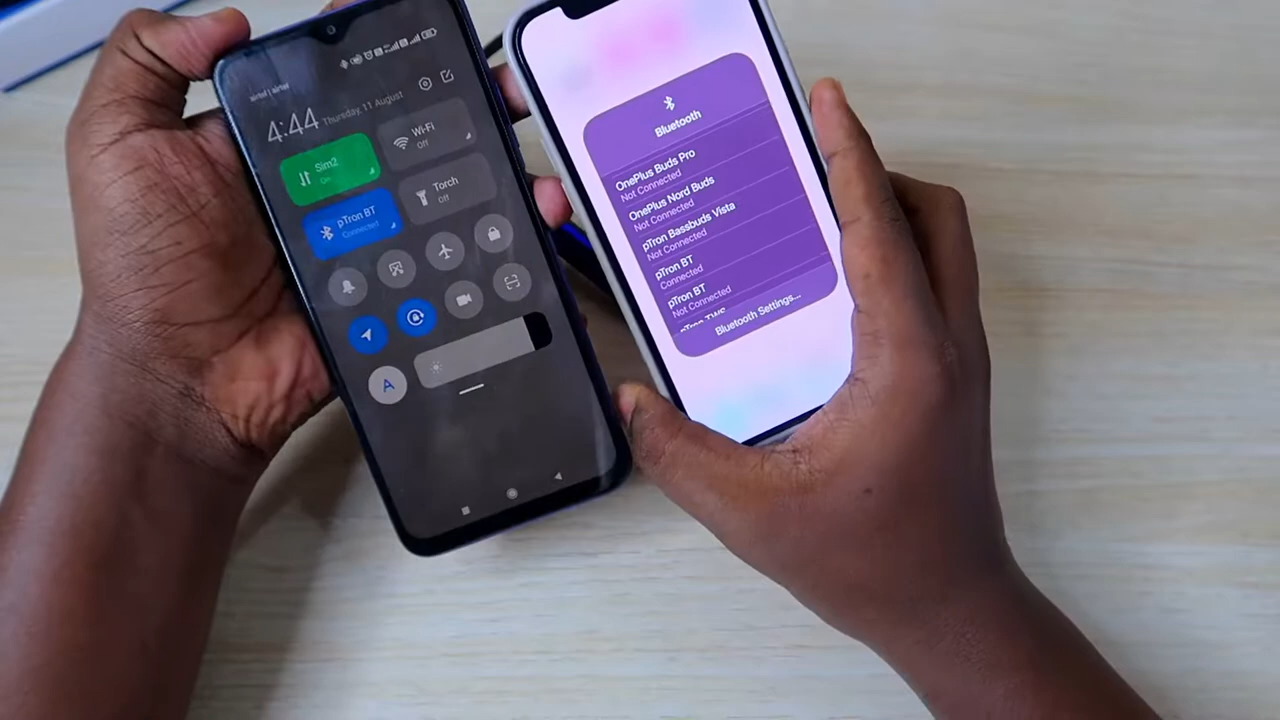 airtel | airtel
4:44 Thursday, 11 August
Sim2
On
Wi-Fi
Off
pTron BT
Connected
Torch
Off
A
Bluetooth
OnePlus Buds Pro
Not Connected
OnePlus Nord Buds
Not Connected
pTron Bassbuds Vista
Not Connected
pTron BT
Connected
pTron BT
Not Connected
pTron TWS
Bluetooth Settings...